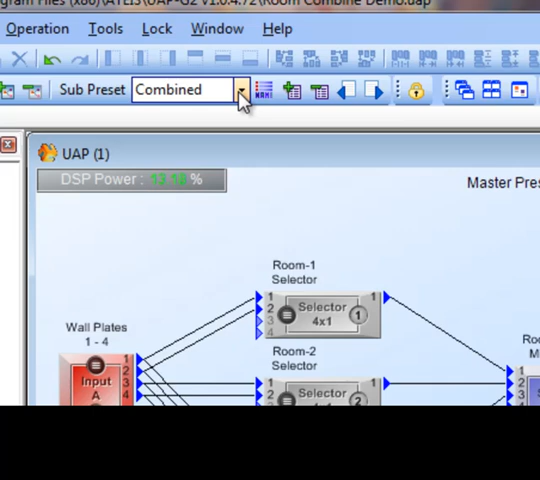 gram Files (x86)\ATEIS\UAP-G2 v1.0.4.72\Room Combine Demo.uap
Operation Tools Lock Window Help
Sub Preset Combined
UAP (1)
DSP Power : 13.18 %
Master Pres
Room-1
Selector
1 2 3 4 Selector 4x1 1 1
Wall Plates
1 - 4
Room-2
Selector
Input A 1 2 3 4
1 2 Selector 2 1
Roo
Mi
1 2 3